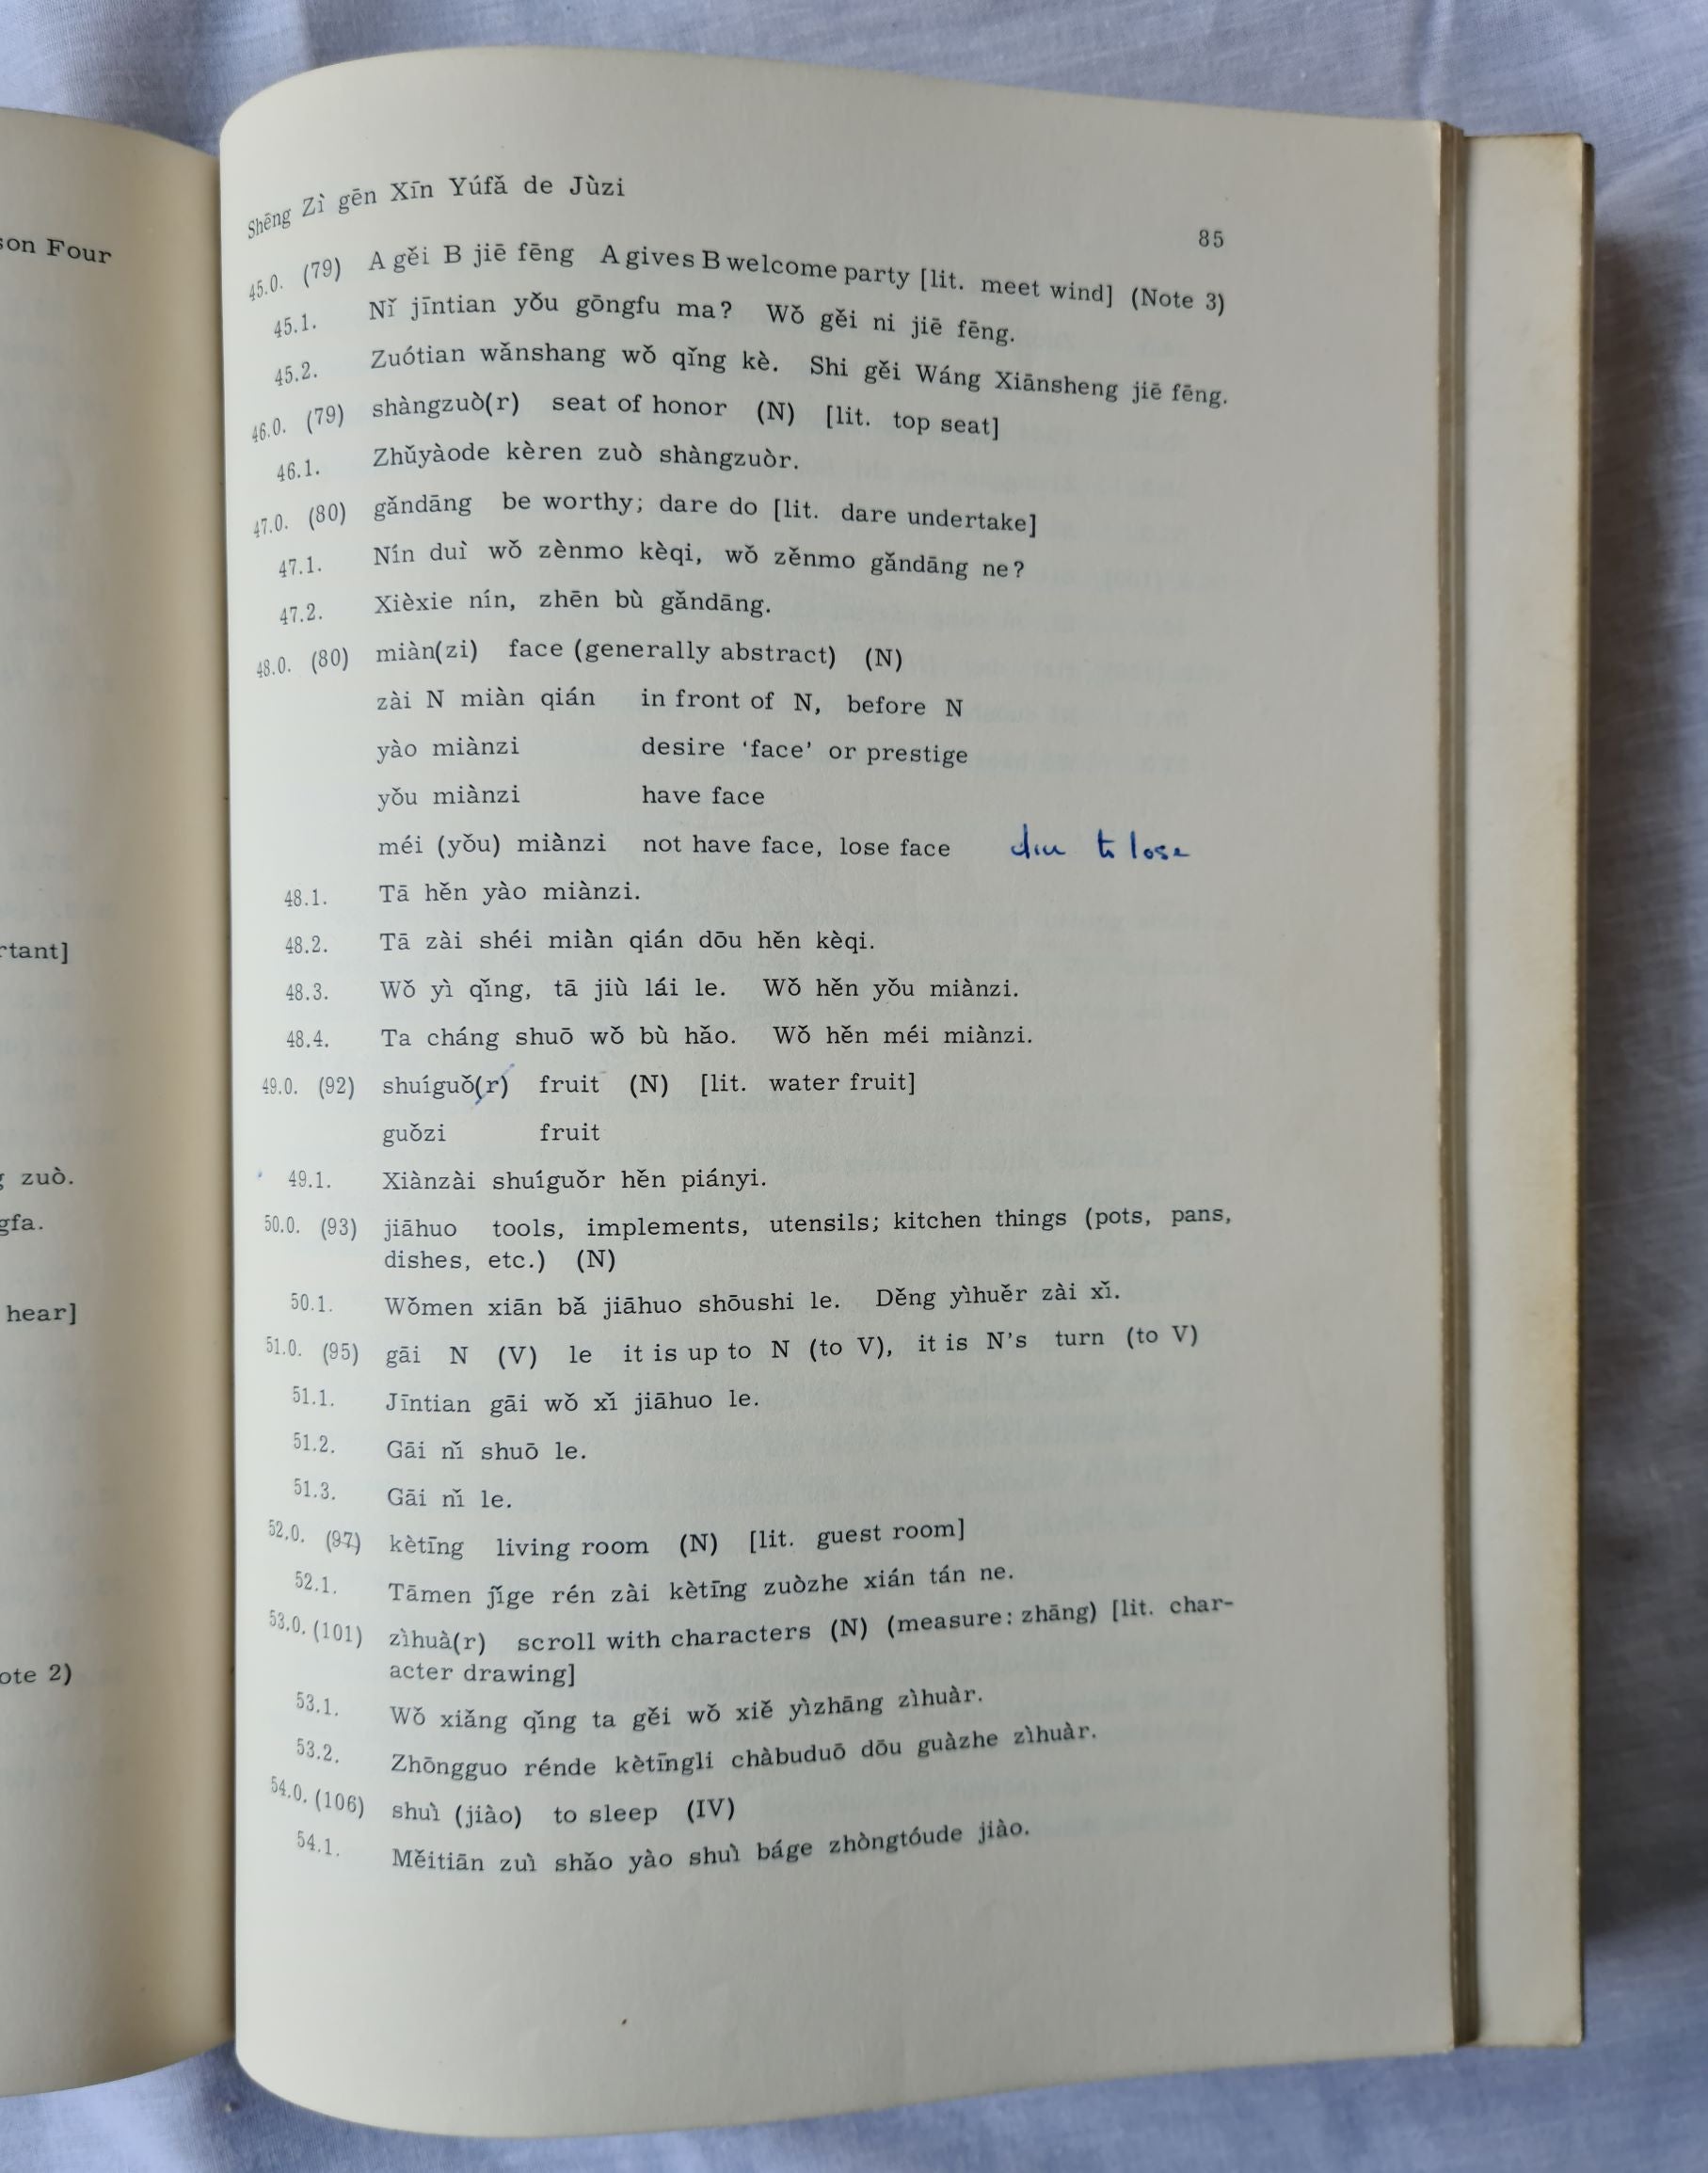 son Four
rtant]
zuò.
gfa.
hear]
ote 2)
Shēng Zì gēn Xīn Yúfǎ de Jùzi
85
45.0. (79) A gěi B jiē fēng A gives B welcome party [lit. meet wind] (Note 3)
45.1. Nǐ jīntian yǒu gōngfu ma? Wǒ gěi ni jiē fēng.
45.2. Zuótian wǎnshang wǒ qǐng kè. Shi gěi Wáng Xiānsheng jiē fēng.
46.0. (79) shàngzuò(r) seat of honor (N) [lit. top seat]
46.1. Zhǔyàode kèren zuò shàngzuòr.
47.0. (80) gǎndāng be worthy; dare do [lit. dare undertake]
47.1. Nín duì wǒ zènmo kèqi, wǒ zěnmo gǎndāng ne?
47.2. Xièxie nín, zhēn bù gǎndāng.
48.0. (80) miàn(zi) face (generally abstract) (N)
zài N miàn qián in front of N, before N
yào miànzi desire ‘face’ or prestige
yǒu miànzi have face
méi (yǒu) miànzi not have face, lose face diu to lose
48.1. Tā hěn yào miànzi.
48.2. Tā zài shéi miàn qián dōu hěn kèqi.
48.3. Wǒ yì qǐng, tā jiù lái le. Wǒ hěn yǒu miànzi.
48.4. Ta cháng shuō wǒ bù hǎo. Wǒ hěn méi miànzi.
49.0. (92) shuíguǒ(r) fruit (N) [lit. water fruit]
guǒzi fruit
49.1. Xiànzài shuíguǒr hěn piányi.
50.0. (93) jiāhuo tools, implements, utensils; kitchen things (pots, pans,
dishes, etc.) (N)
50.1. Wǒmen xiān bǎ jiāhuo shōushi le. Děng yìhuěr zài xǐ.
51.0. (95) gāi N (V) le it is up to N (to V), it is N's turn (to V)
51.1. Jīntian gāi wǒ xǐ jiāhuo le.
51.2. Gāi nǐ shuō le.
51.3. Gāi nǐ le.
52.0. (97) kètīng living room (N) [lit. guest room]
52.1. Tāmen jǐge rén zài kètīng zuòzhe xián tán ne.
53.0. (101) zìhuà(r) scroll with characters (N) (measure: zhāng) [lit. char-
acter drawing]
53.1. Wǒ xiǎng qǐng ta gěi wǒ xiě yìzhāng zìhuàr.
53.2. Zhōngguo rénde kètīngli chàbuduō dōu guàzhe zìhuàr.
54.0. (106) shuì (jiào) to sleep (IV)
54.1. Měitiān zuì shǎo yào shuì báge zhòngtóude jiào.